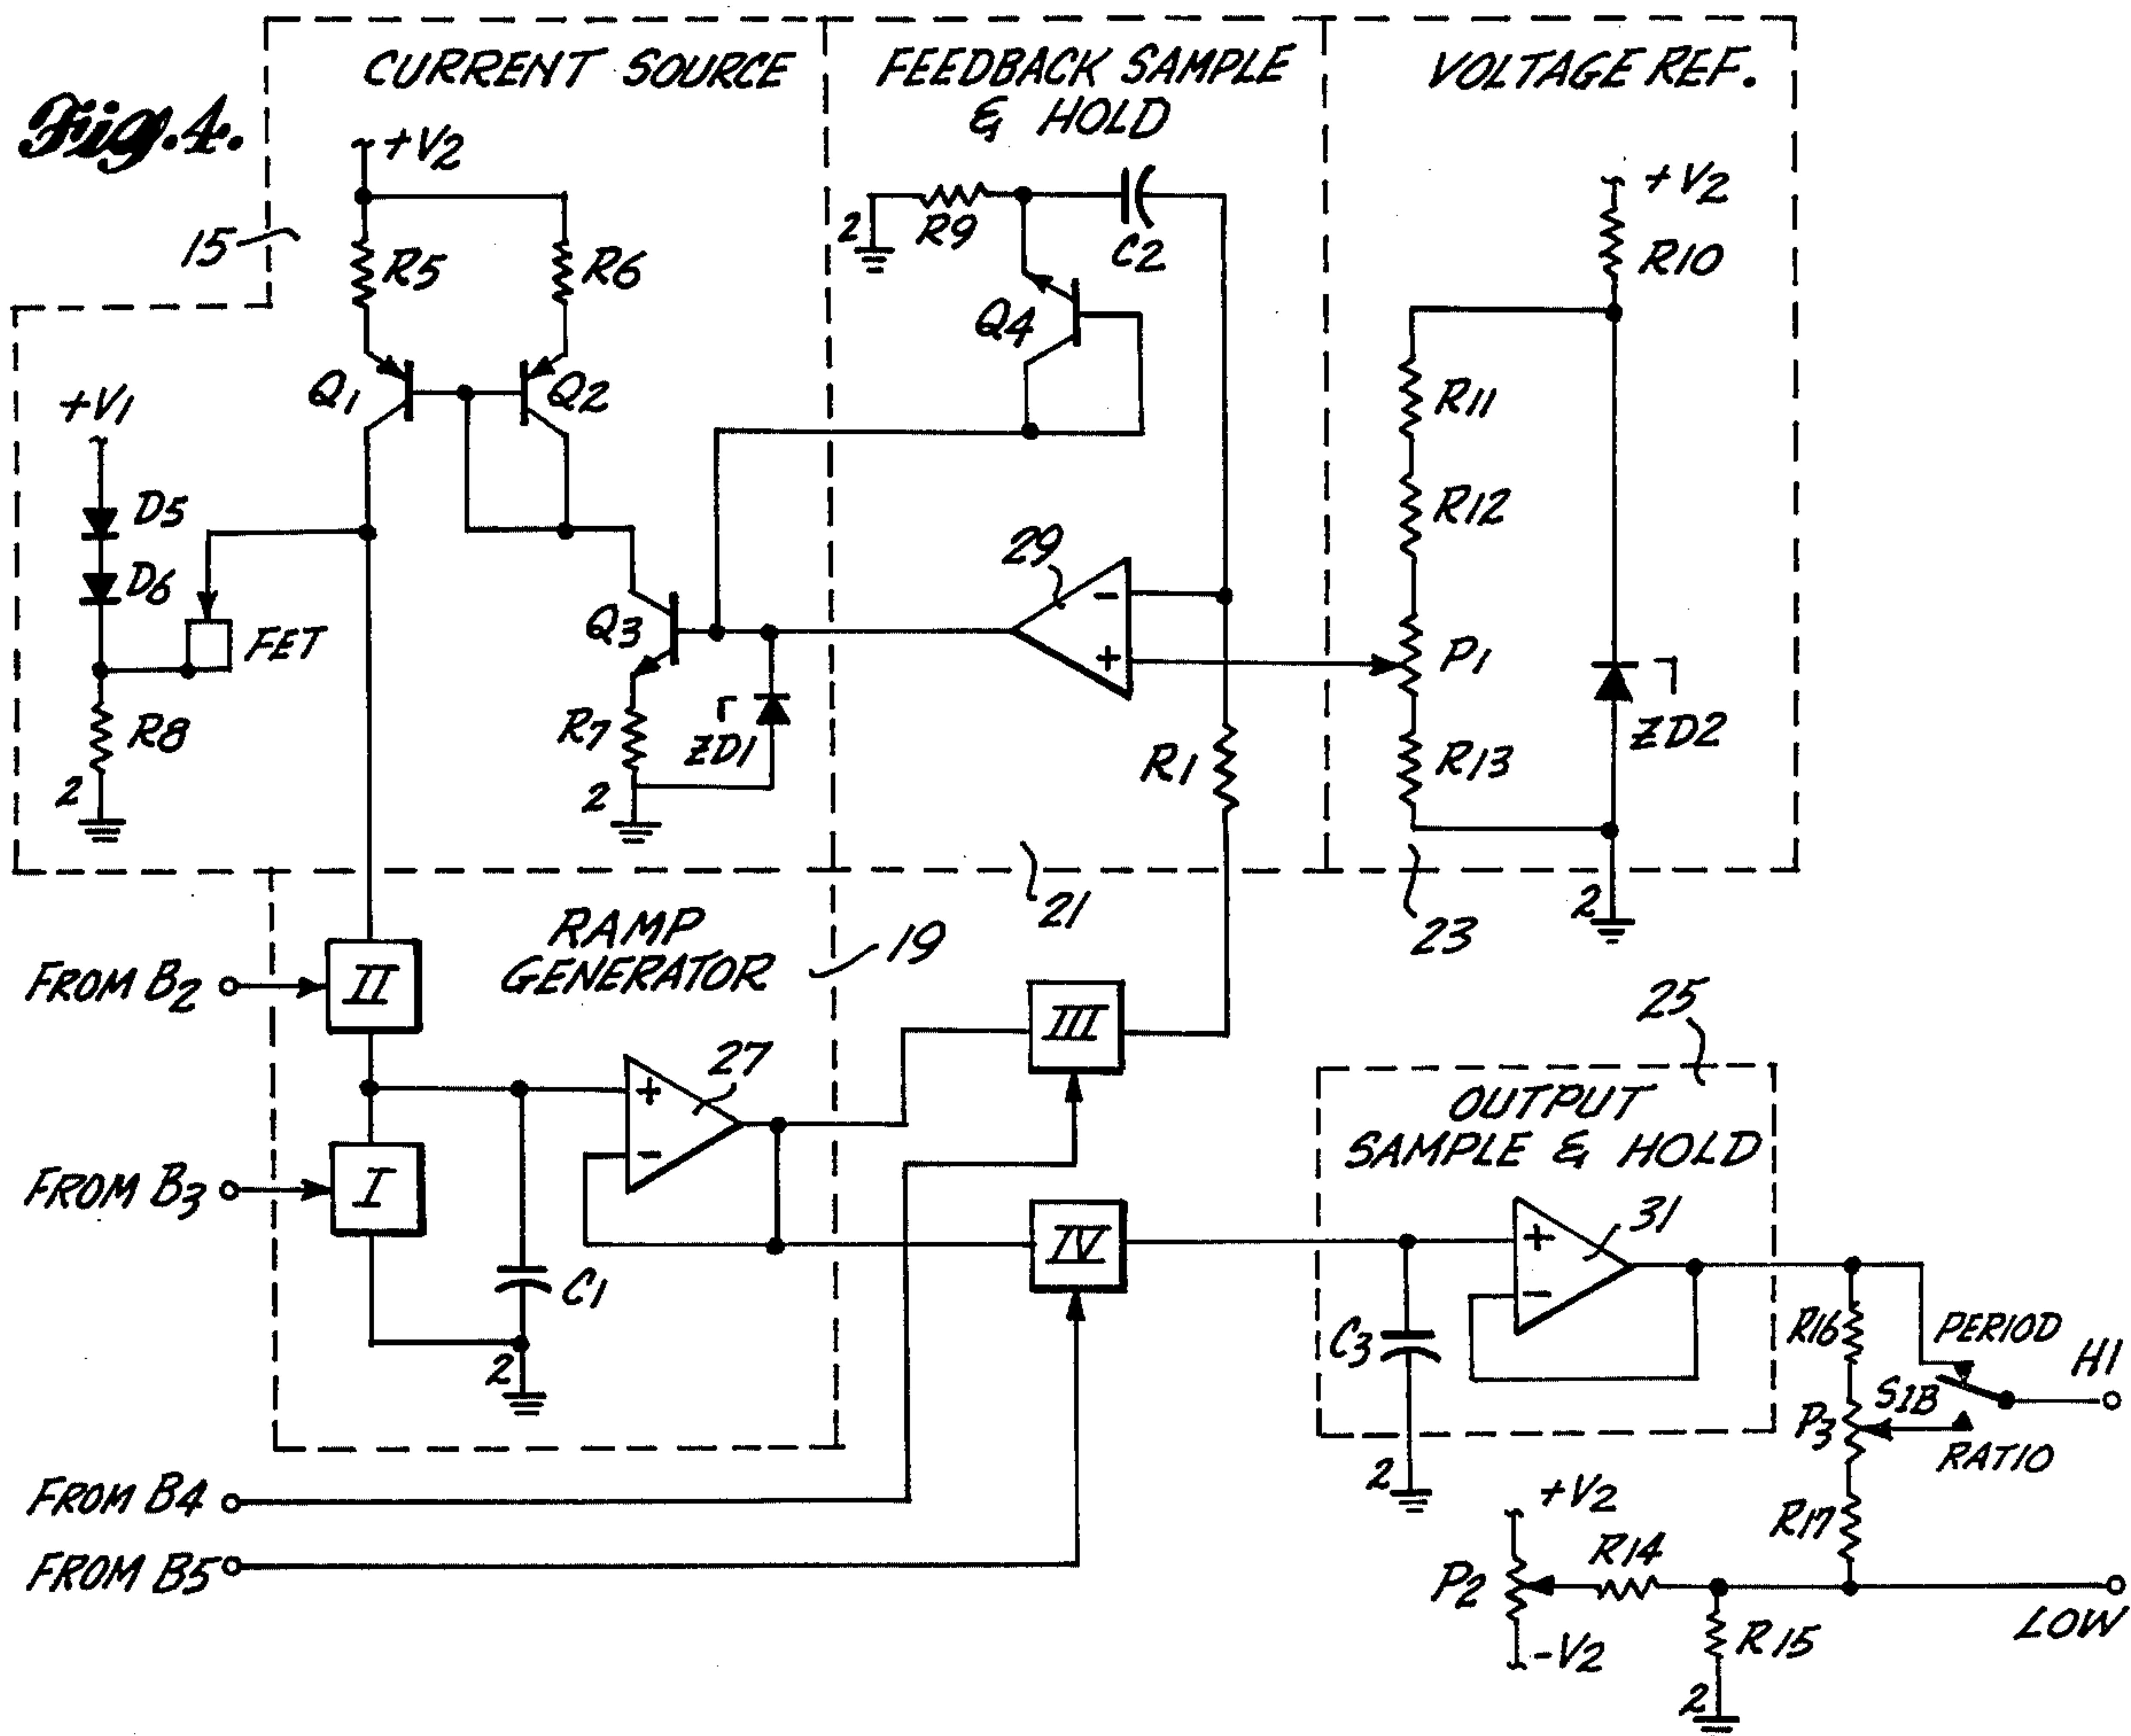 Fig. 4.
CURRENT SOURCE
FEEDBACK SAMPLE
& HOLD
VOLTAGE REF.
+V2
15
R5
R6
2
R9
C2
+V2
R10
Q1
Q2
Q4
+V1
D5
D6
FET
R8
2
Q3
R7
ZD1
2
29
-
+
R1
R11
R12
P1
R13
ZD2
2
21
23
RAMP
GENERATOR
19
FROM B2
II
FROM B3
I
C1
2
27
+
-
III
IV
25
OUTPUT
SAMPLE & HOLD
31
+
-
C3
2
R16
PERIOD
HI
S1B
P3
RATIO
R17
FROM B4
FROM B5
+V2
P2
-V2
R14
R15
2
LOW